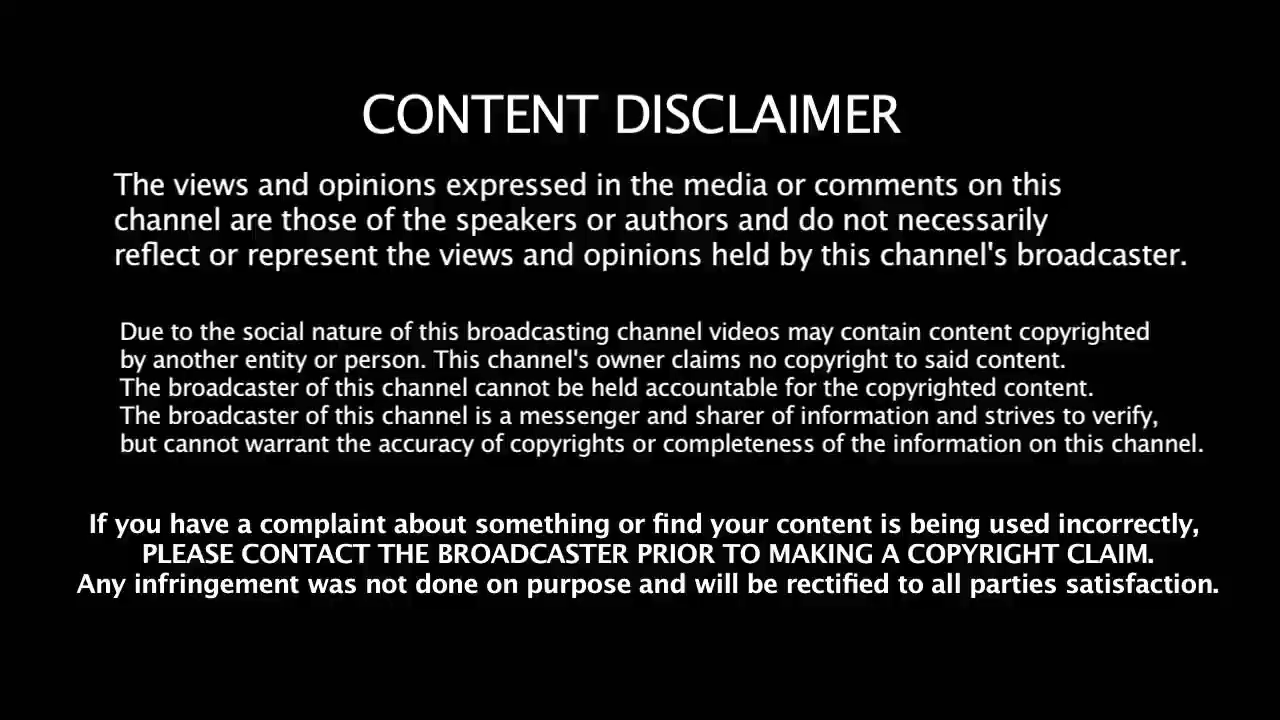 CONTENT DISCLAIMER
The views and opinions expressed in the media or comments on this
channel are those of the speakers or authors and do not necessarily
reflect or represent the views and opinions held by this channel's broadcaster.
Due to the social nature of this broadcasting channel videos may contain content copyrighted
by another entity or person. This channel's owner claims no copyright to said content.
The broadcaster of this channel cannot be held accountable for the copyrighted content.
The broadcaster of this channel is a messenger and sharer of information and strives to verify,
but cannot warrant the accuracy of copyrights or completeness of the information on this channel.
If you have a complaint about something or find your content is being used incorrectly,
PLEASE CONTACT THE BROADCASTER PRIOR TO MAKING A COPYRIGHT CLAIM.
Any infringement was not done on purpose and will be rectified to all parties satisfaction.